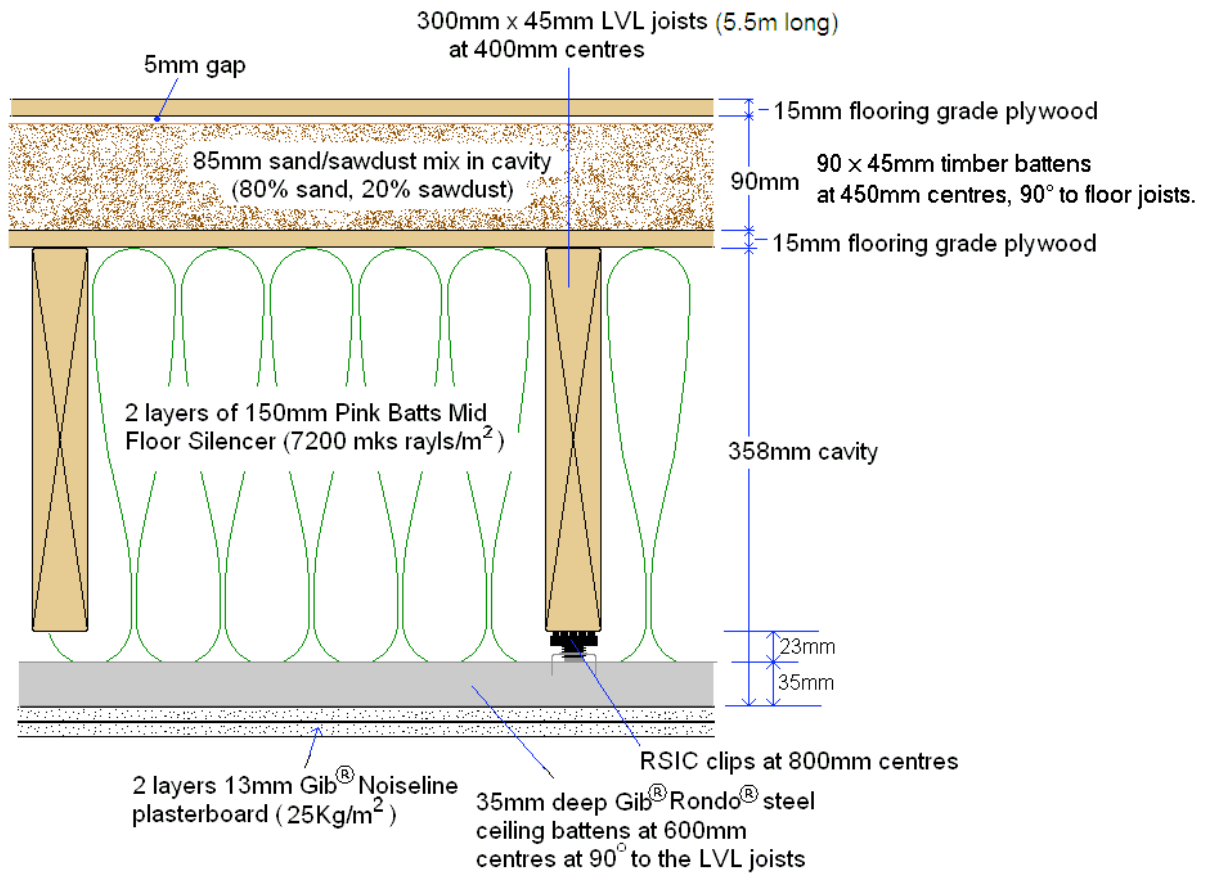 300mm x 45mm LVL joists (5.5m long)
at 400mm centres
5mm gap
15mm flooring grade plywood
85mm sand/sawdust mix in cavity
(80% sand, 20% sawdust)
90mm
90 x 45mm timber battens
at 450mm centres, 90° to floor joists.
15mm flooring grade plywood
2 layers of 150mm Pink Batts Mid
Floor Silencer (7200 mks rayls/m²)
358mm cavity
23mm
35mm
RSIC clips at 800mm centres
2 layers 13mm Gib® Noiseline
plasterboard (25Kg/m²)
35mm deep Gib® Rondo® steel
ceiling battens at 600mm
centres at 90° to the LVL joists